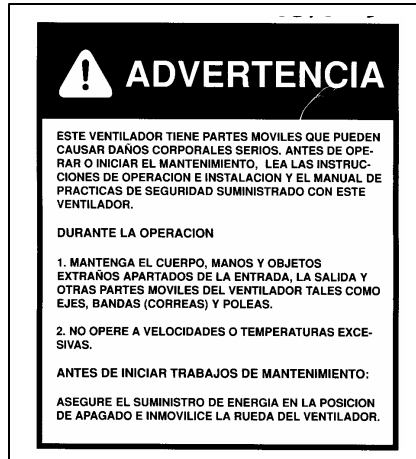 ADVERTENCIA
ESTE VENTILADOR TIENE PARTES MOVILES QUE PUEDEN
CAUSAR DAÑOS CORPORALES SERIOS. ANTES DE OPE-
RAR O INICIAR EL MANTENIMIENTO, LEA LAS INSTRUC-
CIONES DE OPERACION E INSTALACION Y EL MANUAL DE
PRACTICAS DE SEGURIDAD SUMINISTRADO CON ESTE
VENTILADOR.
DURANTE LA OPERACION
1. MANTENGA EL CUERPO, MANOS Y OBJETOS
EXTRAÑOS APARTADOS DE LA ENTRADA, LA SALIDA Y
OTRAS PARTES MOVILES DEL VENTILADOR TALES COMO
EJES, BANDAS (CORREAS) Y POLEAS.
2. NO OPERE A VELOCIDADES O TEMPERATURAS EXCE-
SIVAS.
ANTES DE INICIAR TRABAJOS DE MANTENIMIENTO:
ASEGURE EL SUMINISTRO DE ENERGIA EN LA POSICION
DE APAGADO E INMOVILICE LA RUEDA DEL VENTILADOR.